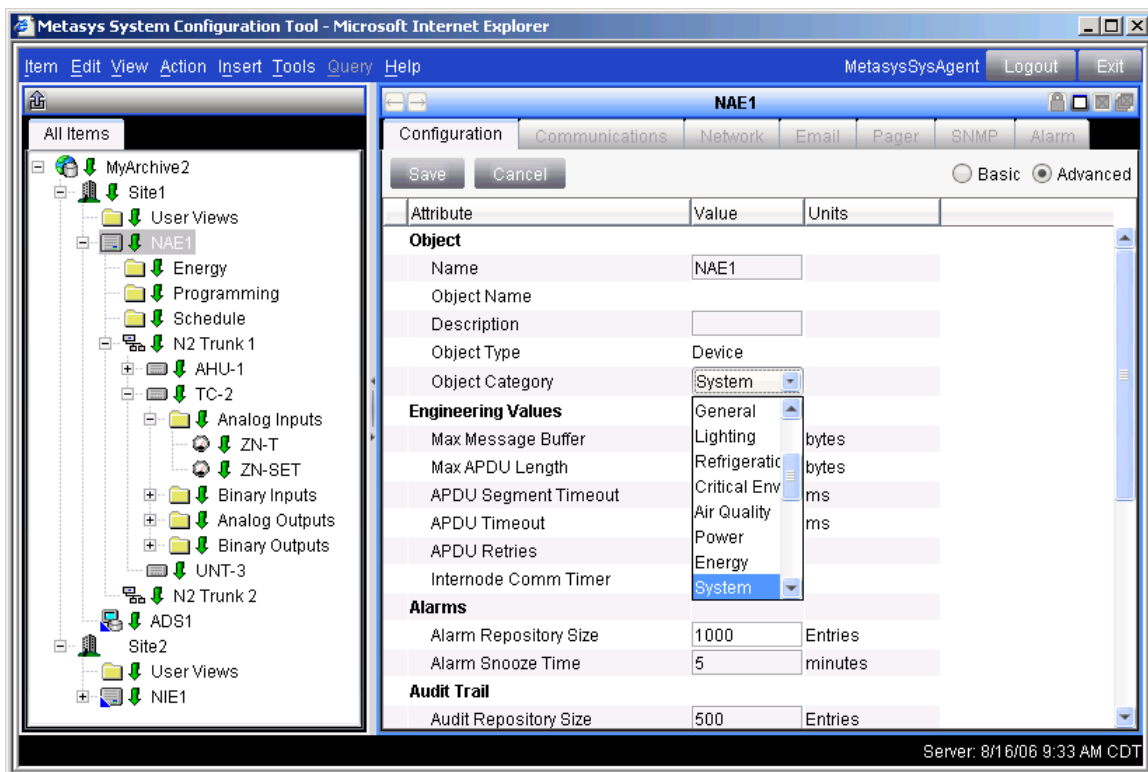 Metasys System Configuration Tool - Microsoft Internet Explorer
Item Edit View Action Insert Tools Query Help MetasysSysAgent Logout Exit
All Items
MyArchive2
Site1
User Views
NAE1
Energy
Programming
Schedule
N2 Trunk 1
AHU-1
TC-2
Analog Inputs
ZN-T
ZN-SET
Binary Inputs
Analog Outputs
Binary Outputs
UNT-3
N2 Trunk 2
ADS1
Site2
User Views
NIE1
NAE1
Configuration Communications Network Email Pager SNMP Alarm
Save Cancel Basic Advanced
Attribute Value Units
Object
Name NAE1
Object Name
Description
Object Type Device
Object Category System
General
Lighting
Refrigeratic
Critical Env
Air Quality
Power
Energy
System
Engineering Values
Max Message Buffer bytes
Max APDU Length bytes
APDU Segment Timeout ms
APDU Timeout ms
APDU Retries
Internode Comm Timer
Alarms
Alarm Repository Size 1000 Entries
Alarm Snooze Time 5 minutes
Audit Trail
Audit Repository Size 500 Entries
Server: 8/16/06 9:33 AM CDT